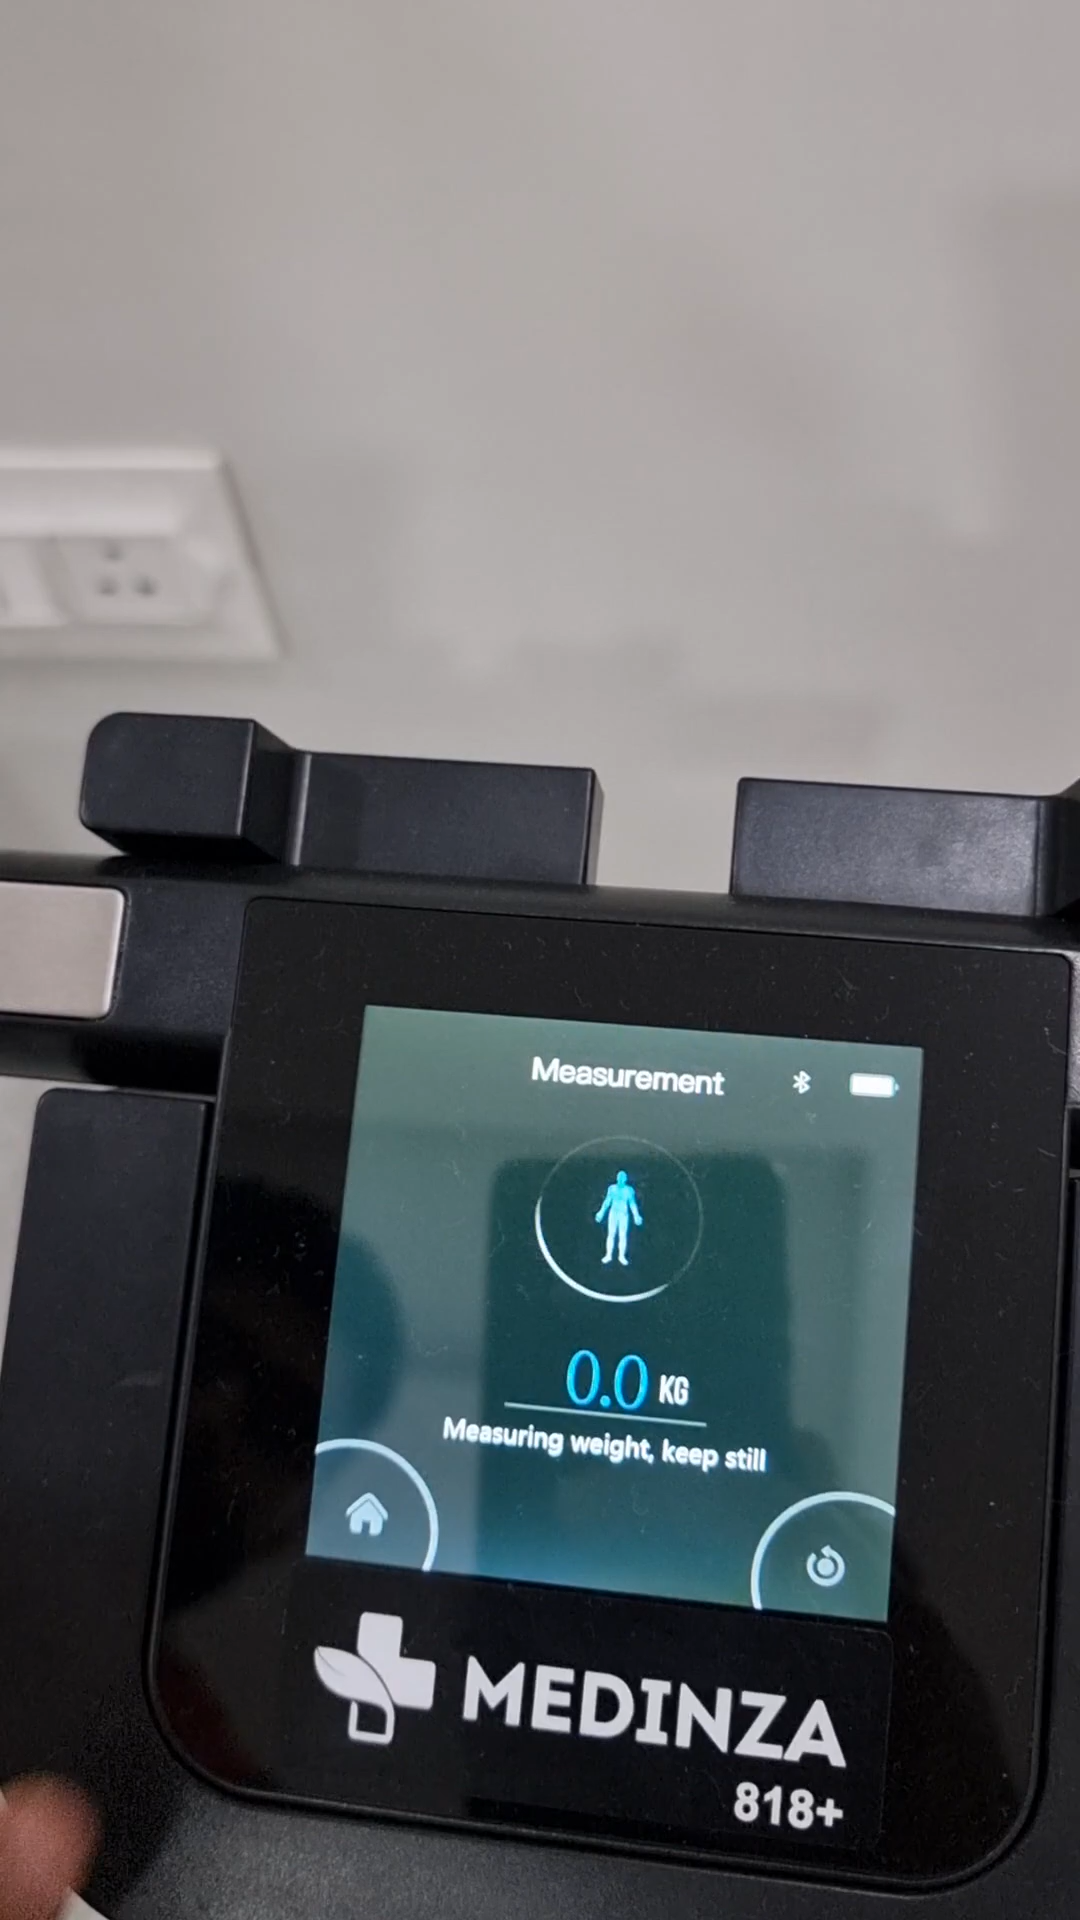 Measurement
0.0 KG
Measuring weight, keep still
MEDINZA
818+